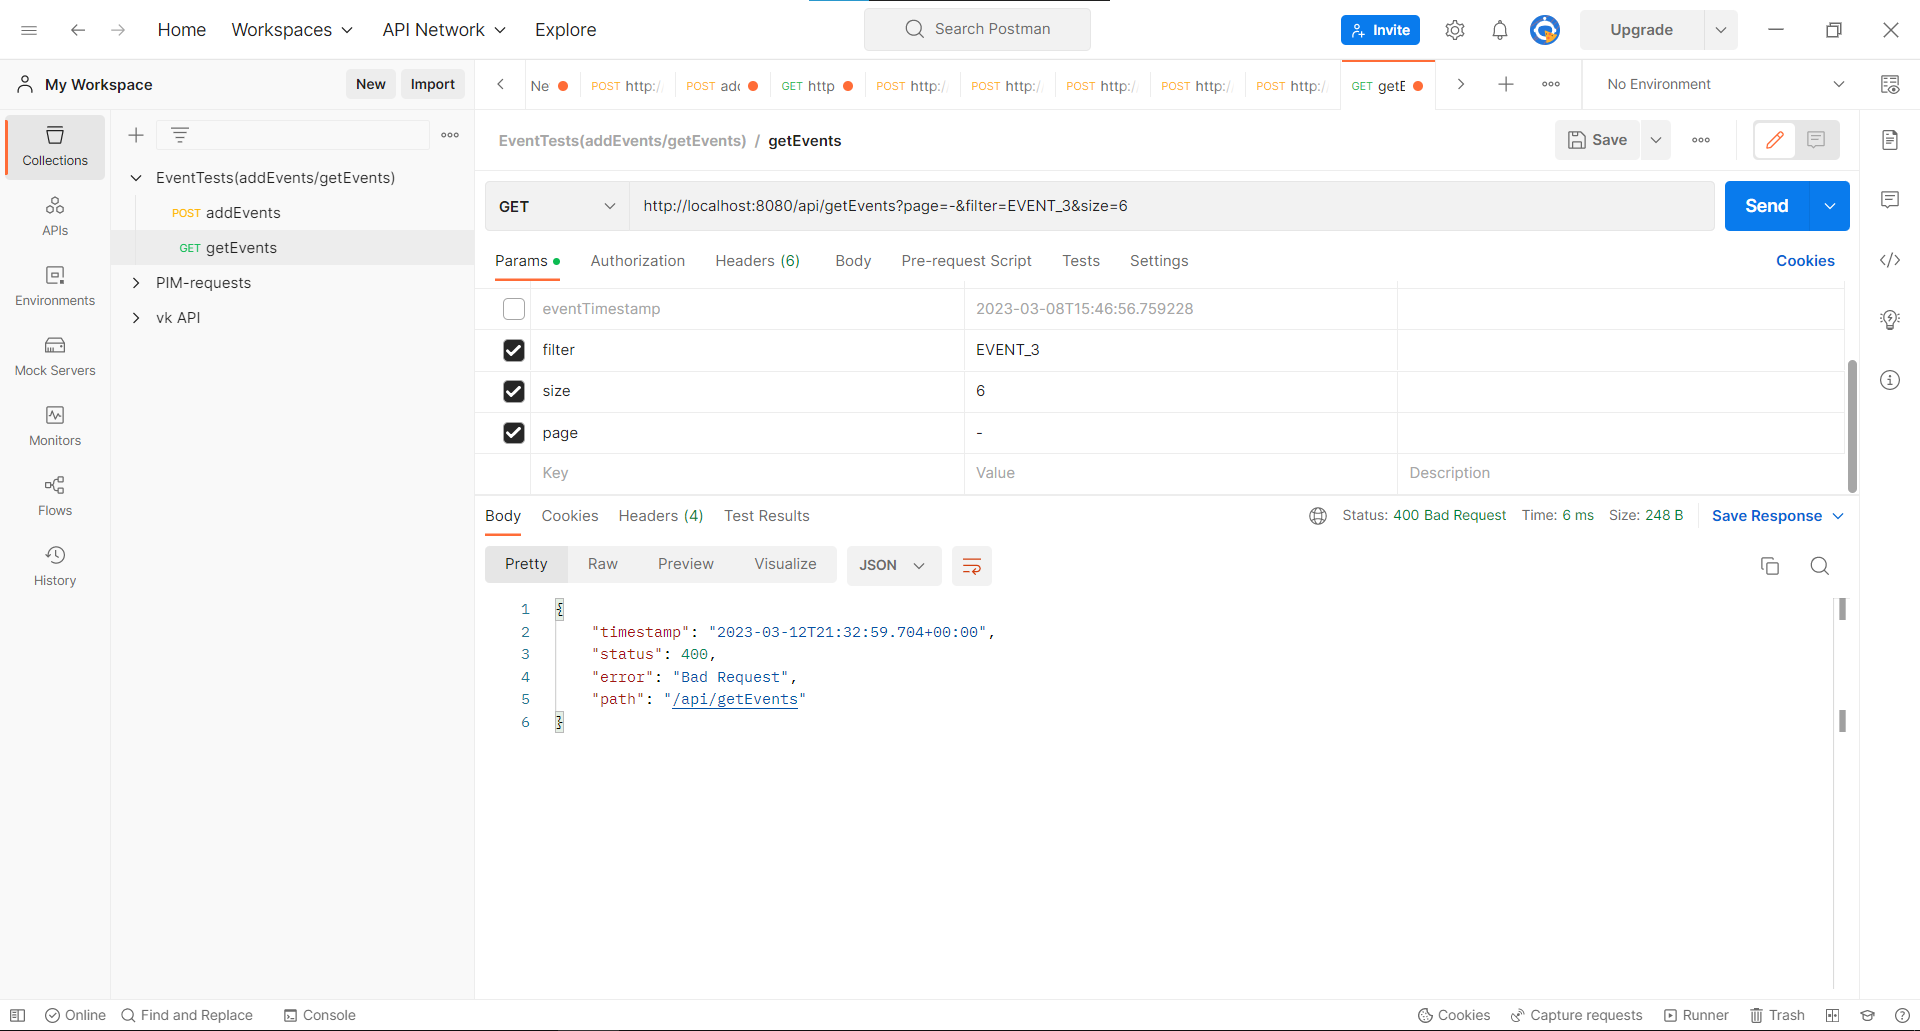 Home Workspaces API Network Explore Search Postman Invite Upgrade
My Workspace New Import
Ne POST http:/ POST adc GET http POST http:/ POST http:/ POST http:/ POST http:/ POST http:/ GET getE No Environment
Collections
APIs
Environments
Mock Servers
Monitors
Flows
History
EventTests(addEvents/getEvents)
POST addEvents
GET getEvents
PIM-requests
vk API
EventTests(addEvents/getEvents) / getEvents Save
GET http://localhost:8080/api/getEvents?page=-&filter=EVENT_3&size=6 Send
Params Authorization Headers (6) Body Pre-request Script Tests Settings Cookies
eventTimestamp 2023-03-08T15:46:56.759228
filter EVENT_3
size 6
page -
Key Value Description
Body Cookies Headers (4) Test Results Status: 400 Bad Request Time: 6 ms Size: 248 B Save Response
Pretty Raw Preview Visualize JSON
1 {
2 "timestamp": "2023-03-12T21:32:59.704+00:00",
3 "status": 400,
4 "error": "Bad Request",
5 "path": "/api/getEvents"
6 }
Online Find and Replace Console Cookies Capture requests Runner Trash